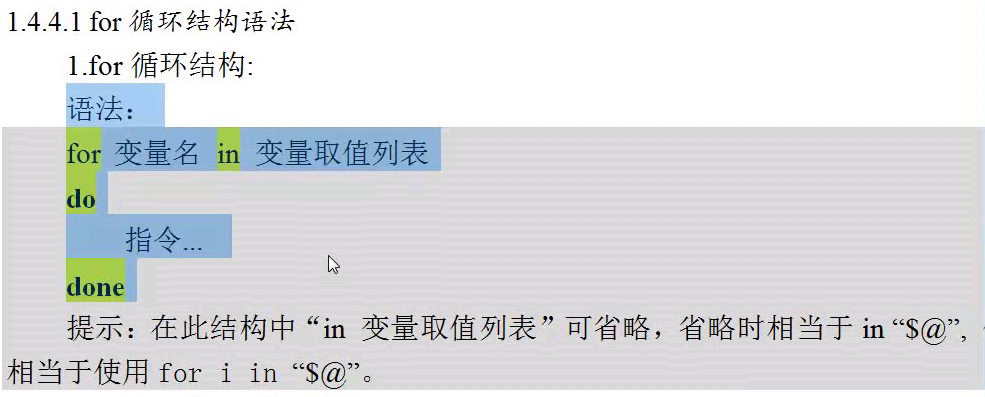 1.4.4.1 for 循环结构语法
1.for 循环结构:
语法：
for 变量名 in 变量取值列表
do
指令...
done
提示：在此结构中“in 变量取值列表”可省略，省略时相当于 in “$@”，
相当于使用 for i in “$@”。